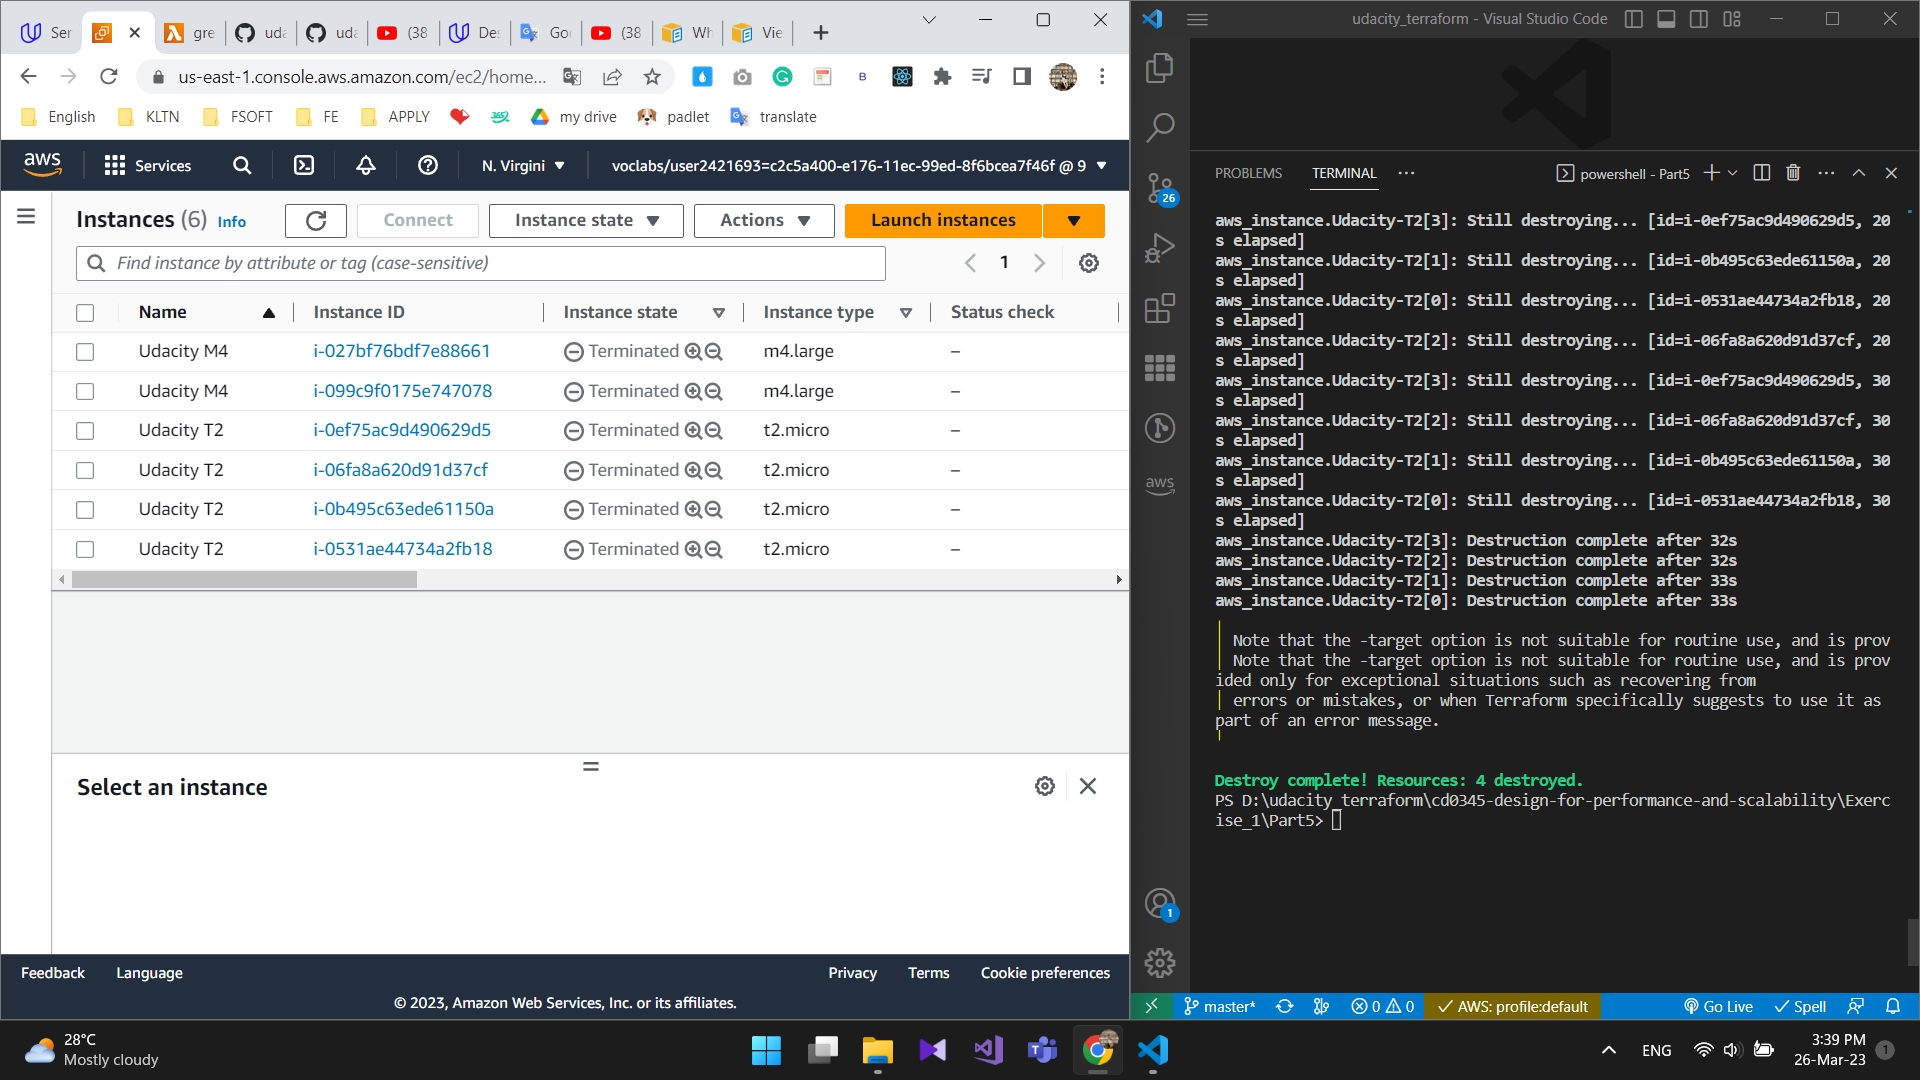 Ser
gre
uda
uda
(38
Des
Goo
(38
Wh
Vie
us-east-1.console.aws.amazon.com/ec2/home...
B
English
KLTN
FSOFT
FE
APPLY
my drive
padlet
translate
aws
Services
N. Virgini
voclabs/user2421693=c2c5a400-e176-11ec-99ed-8f6bcea7f46f @ 9
Instances (6) Info
Connect
Instance state
Actions
Launch instances
Find instance by attribute or tag (case-sensitive)
1
Name Instance ID Instance state Instance type Status check
Udacity M4 i-027bf76bdf7e88661 Terminated m4.large –
Udacity M4 i-099c9f0175e747078 Terminated m4.large –
Udacity T2 i-0ef75ac9d490629d5 Terminated t2.micro –
Udacity T2 i-06fa8a620d91d37cf Terminated t2.micro –
Udacity T2 i-0b495c63ede61150a Terminated t2.micro –
Udacity T2 i-0531ae44734a2fb18 Terminated t2.micro –
Select an instance
Feedback Language Privacy Terms Cookie preferences
© 2023, Amazon Web Services, Inc. or its affiliates.
udacity_terraform - Visual Studio Code
26
aws
1
PROBLEMS TERMINAL ··· powershell - Part5
aws_instance.Udacity-T2[3]: Still destroying... [id=i-0ef75ac9d490629d5, 20
s elapsed]
aws_instance.Udacity-T2[1]: Still destroying... [id=i-0b495c63ede61150a, 20
s elapsed]
aws_instance.Udacity-T2[0]: Still destroying... [id=i-0531ae44734a2fb18, 20
s elapsed]
aws_instance.Udacity-T2[2]: Still destroying... [id=i-06fa8a620d91d37cf, 20
s elapsed]
aws_instance.Udacity-T2[3]: Still destroying... [id=i-0ef75ac9d490629d5, 30
s elapsed]
aws_instance.Udacity-T2[2]: Still destroying... [id=i-06fa8a620d91d37cf, 30
s elapsed]
aws_instance.Udacity-T2[1]: Still destroying... [id=i-0b495c63ede61150a, 30
s elapsed]
aws_instance.Udacity-T2[0]: Still destroying... [id=i-0531ae44734a2fb18, 30
s elapsed]
aws_instance.Udacity-T2[3]: Destruction complete after 32s
aws_instance.Udacity-T2[2]: Destruction complete after 32s
aws_instance.Udacity-T2[1]: Destruction complete after 33s
aws_instance.Udacity-T2[0]: Destruction complete after 33s
Note that the -target option is not suitable for routine use, and is prov
Note that the -target option is not suitable for routine use, and is prov
ided only for exceptional situations such as recovering from
errors or mistakes, or when Terraform specifically suggests to use it as
part of an error message.
Destroy complete! Resources: 4 destroyed.
PS D:\udacity_terraform\cd0345-design-for-performance-and-scalability\Exerc
ise_1\Part5>
master* 0 0 AWS: profile:default Go Live Spell
28°C
Mostly cloudy
ENG
3:39 PM
26-Mar-23
1